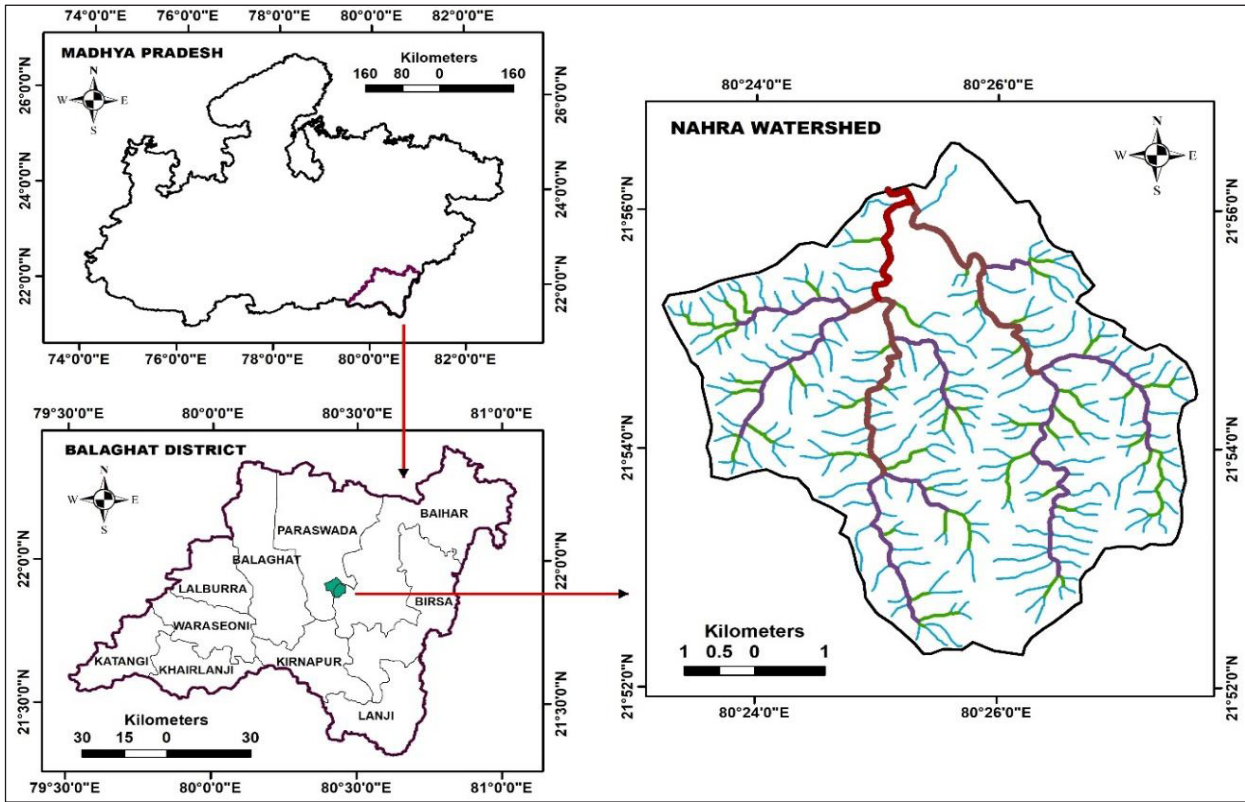 74°0'0"E 76°0'0"E 78°0'0"E 80°0'0"E 82°0'0"E
MADHYA PRADESH
Kilometers
160 80 0 160
N
W E
S
26°0'0"N
24°0'0"N
22°0'0"N
26°0'0"N
24°0'0"N
22°0'0"N
74°0'0"E 76°0'0"E 78°0'0"E 80°0'0"E 82°0'0"E
79°30'0"E 80°0'0"E 80°30'0"E 81°0'0"E
BALAGHAT DISTRICT
N
W E
S
BAIHAR
PARASWADA
BALAGHAT
LALBURRA
BIRSA
WARASEONI
KATANGI
KHAIRLANJI
KIRNAPUR
LANJI
22°0'0"N
21°30'0"N
22°0'0"N
21°30'0"N
Kilometers
30 15 0 30
79°30'0"E 80°0'0"E 80°30'0"E 81°0'0"E
80°24'0"E 80°26'0"E
NAHRA WATERSHED
N
W E
S
21°56'0"N
21°54'0"N
21°52'0"N
21°56'0"N
21°54'0"N
21°52'0"N
Kilometers
1 0.5 0 1
80°24'0"E 80°26'0"E